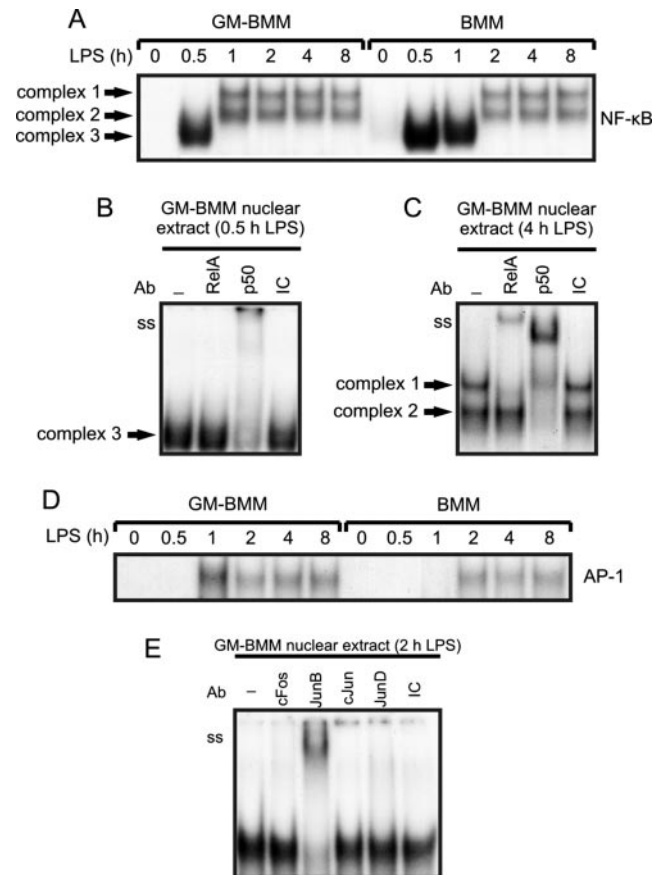 A
GM-BMM BMM
LPS (h) 0 0.5 1 2 4 8 0 0.5 1 2 4 8
complex 1
complex 2
complex 3
NF-κB
B
GM-BMM nuclear
extract (0.5 h LPS)
Ab – RelA p50 IC
ss
complex 3
C
GM-BMM nuclear
extract (4 h LPS)
Ab – RelA p50 IC
ss
complex 1
complex 2
D
GM-BMM BMM
LPS (h) 0 0.5 1 2 4 8 0 0.5 1 2 4 8
AP-1
E
GM-BMM nuclear extract (2 h LPS)
Ab – cFos JunB cJun JunD IC
ss